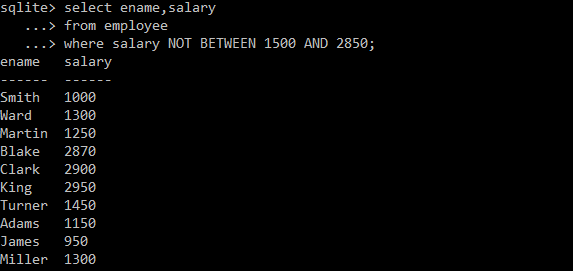 sqlite> select ename,salary
...> from employee
...> where salary NOT BETWEEN 1500 AND 2850;
ename salary
------ ------
Smith 1000
Ward 1300
Martin 1250
Blake 2870
Clark 2900
King 2950
Turner 1450
Adams 1150
James 950
Miller 1300